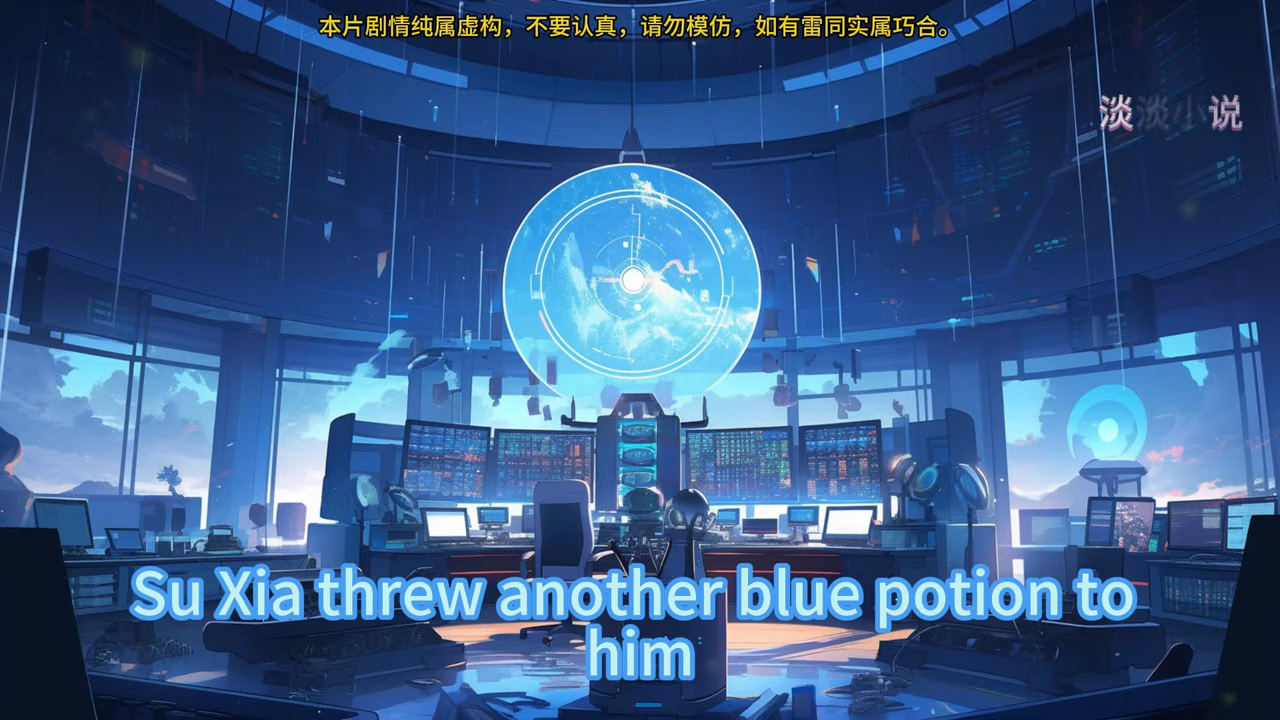 本片剧情纯属虚构，不要认真，请勿模仿，如有雷同实属巧合。
淡淡小说
Su Xia threw another blue potion to
him